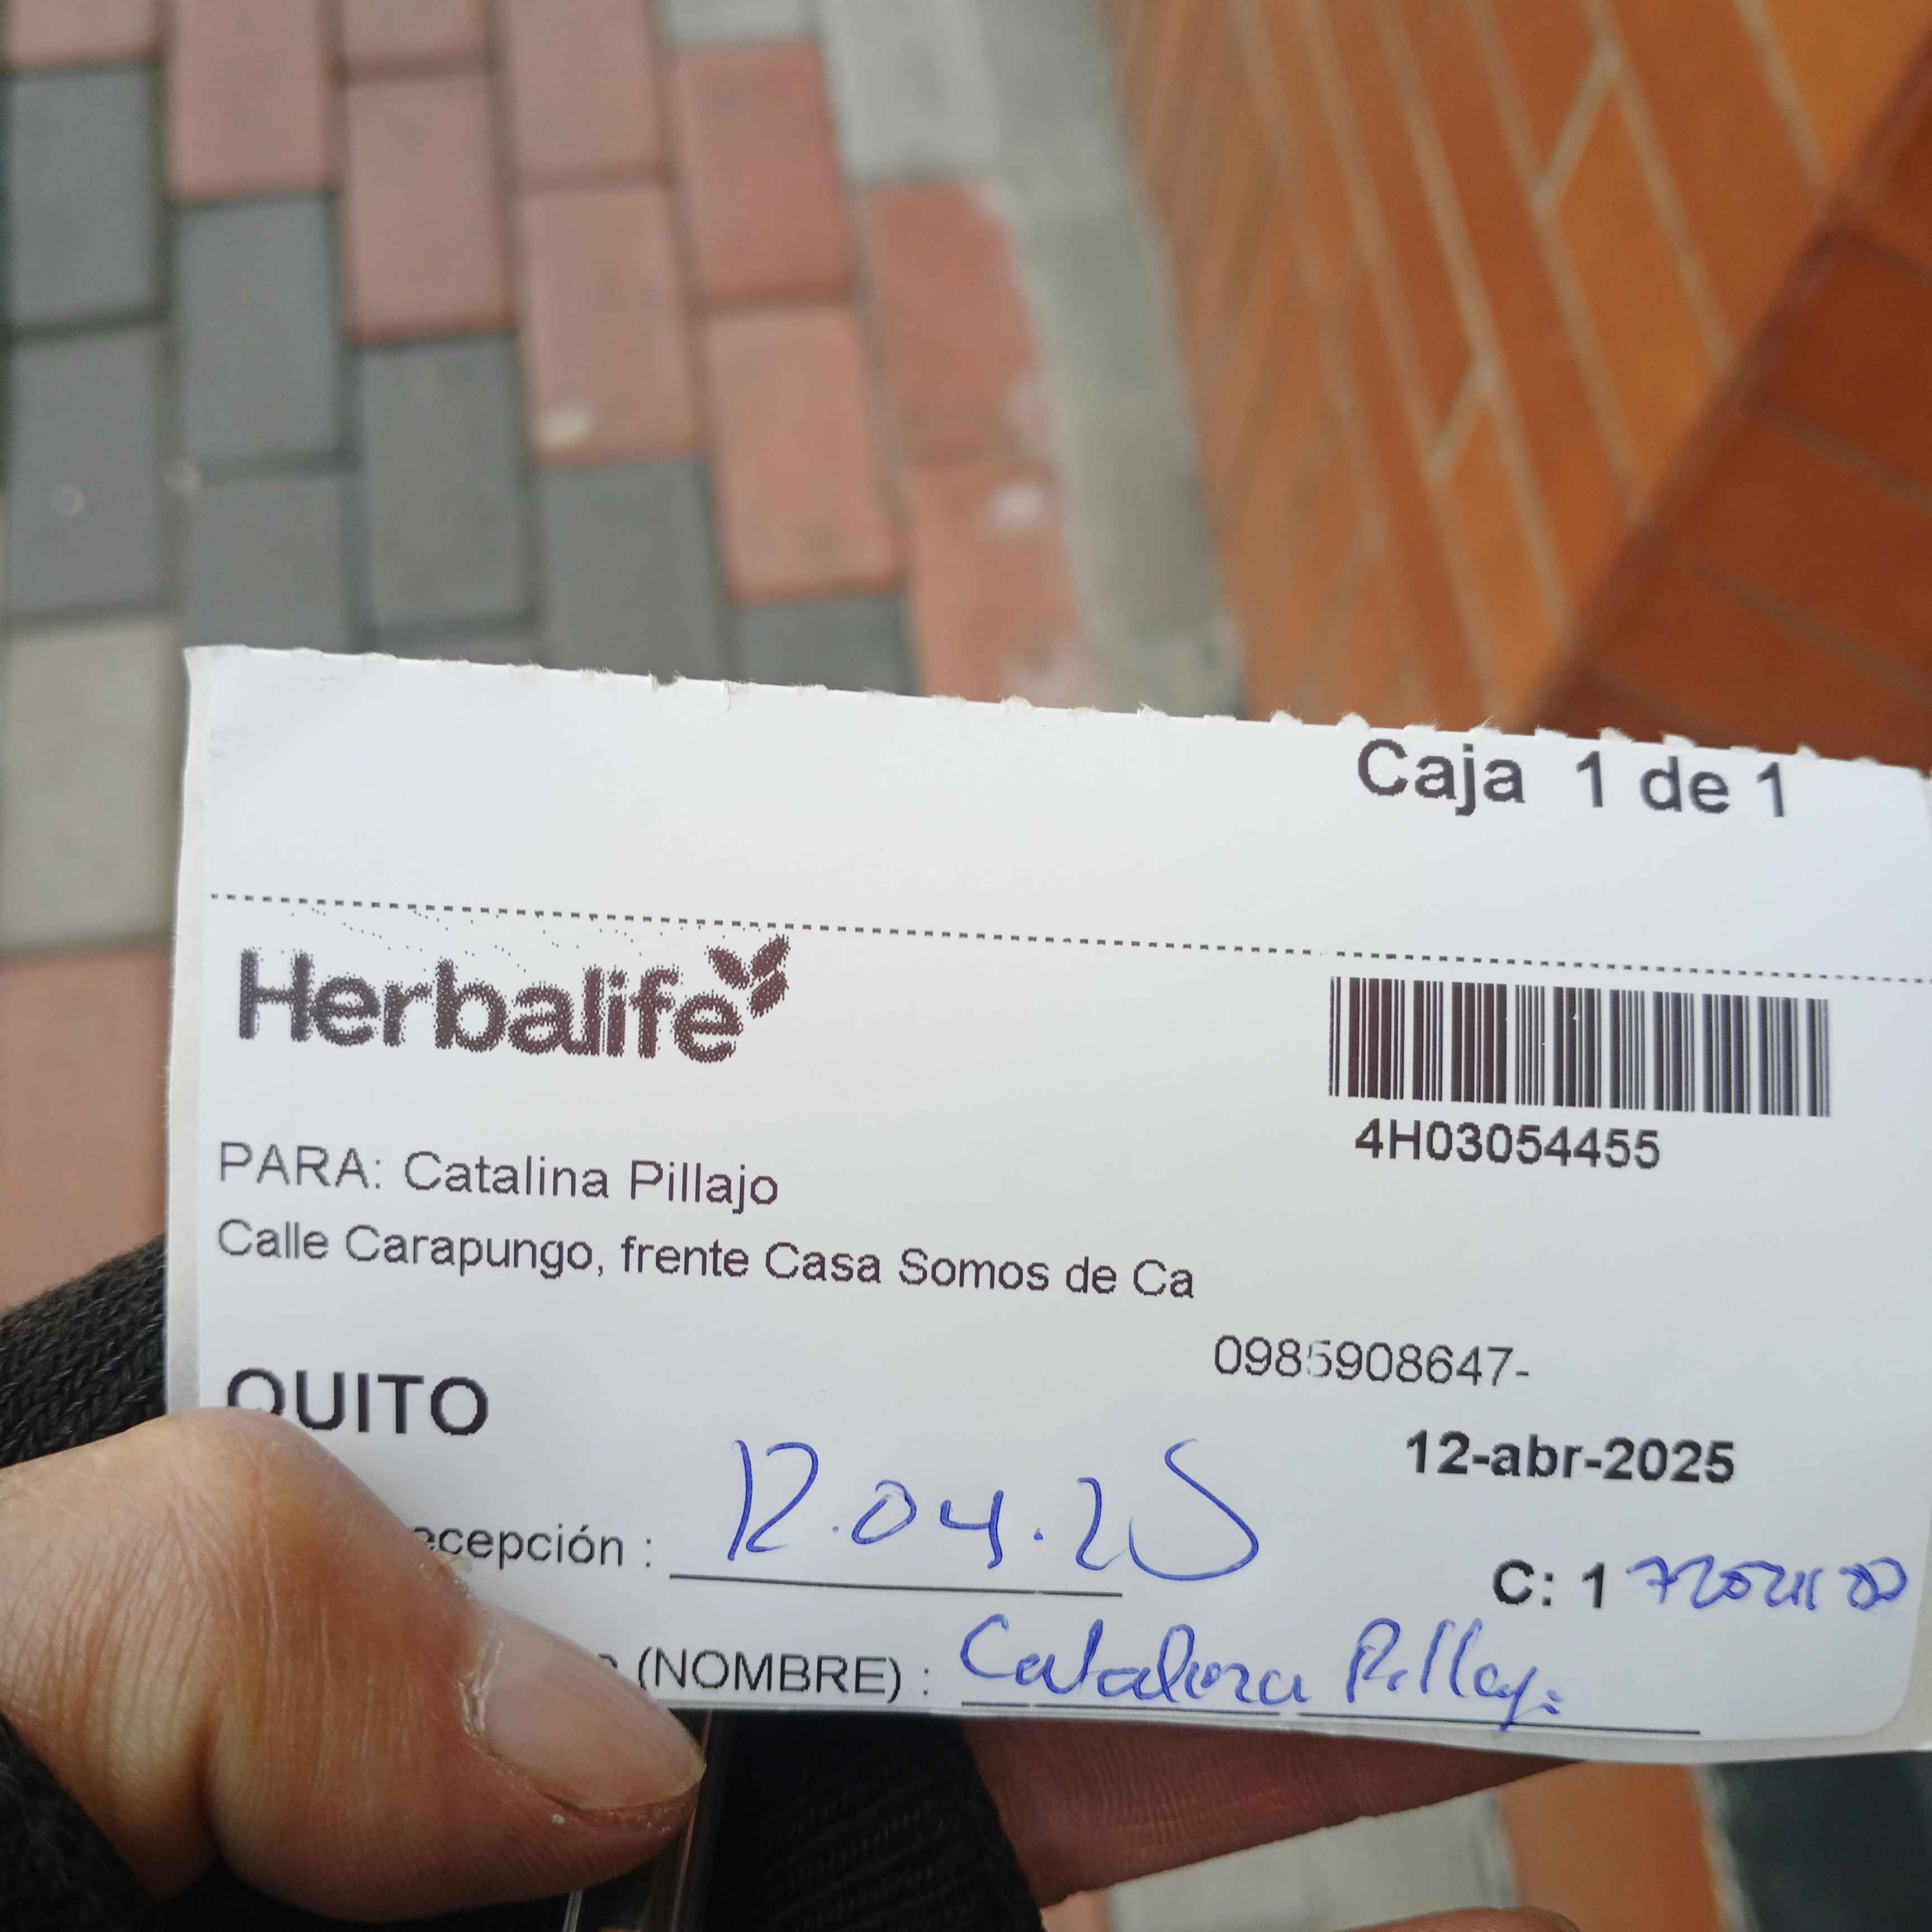 Caja 1 de 1
Herbalife
4H03054455
PARA: Catalina Pillajo
Calle Carapungo, frente Casa Somos de Ca
0985908647-
QUITO
12-abr-2025
ecepción : 12.04.25
C: 1
(NOMBRE) : Catalina Pillajo